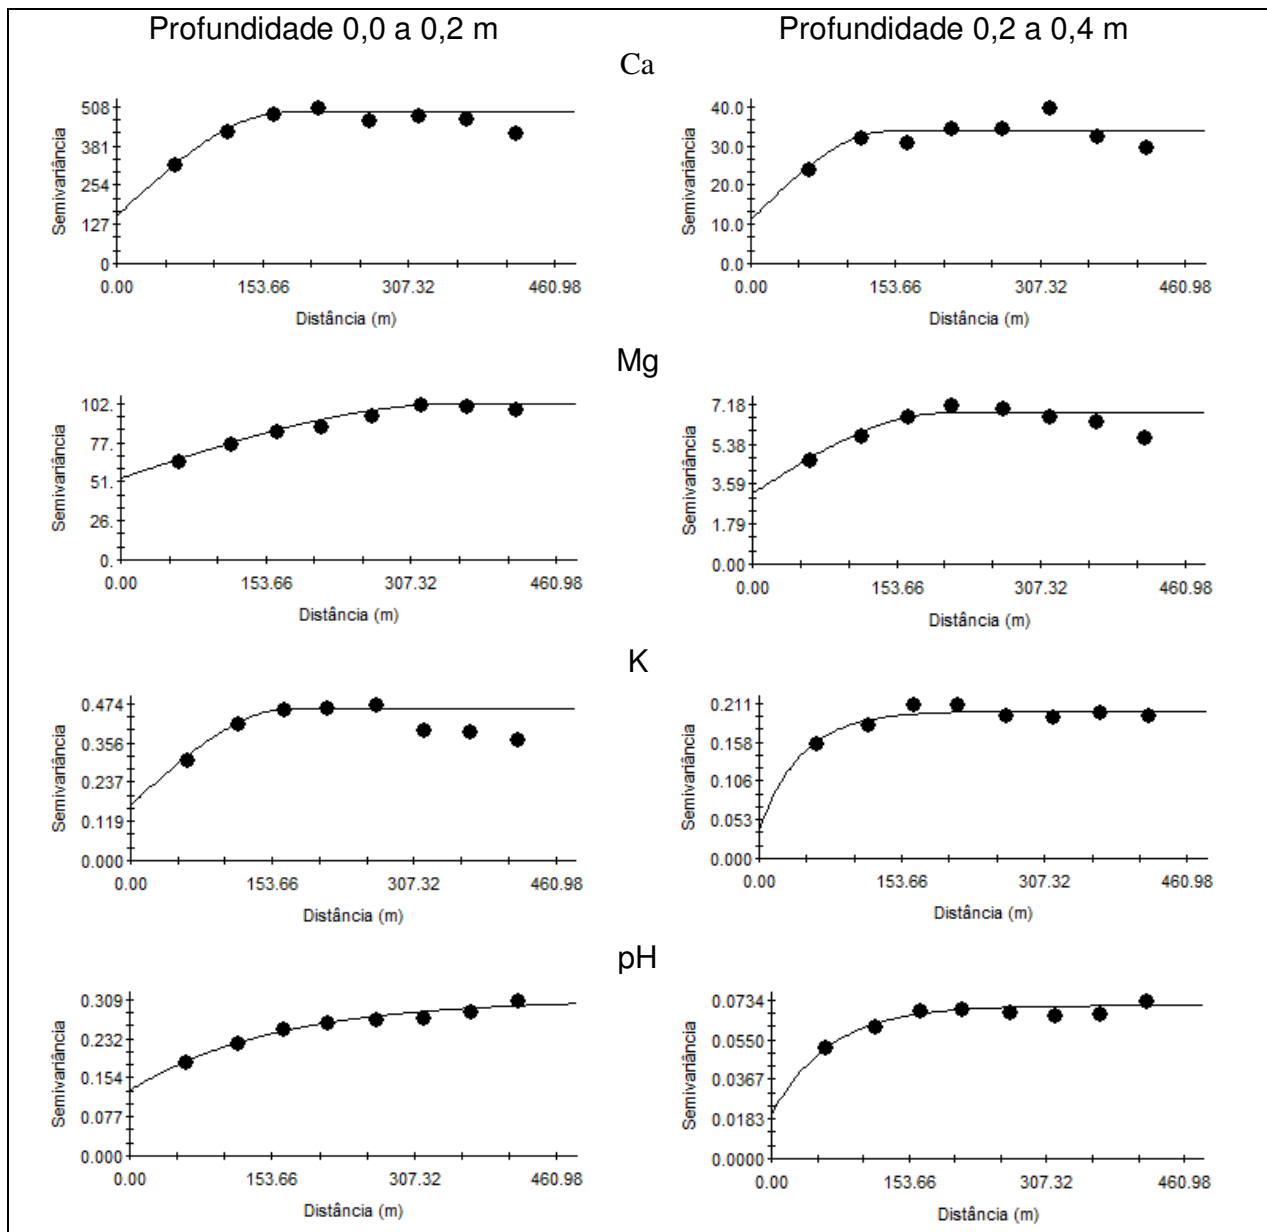 Profundidade 0,0 a 0,2 m
Profundidade 0,2 a 0,4 m
Ca
508
381
254
127
0
Semivariância
0.00 153.66 307.32 460.98
Distância (m)
40.0
30.0
20.0
10.0
0.0
Semivariância
0.00 153.66 307.32 460.98
Distância (m)
Mg
102.
77.
51.
26.
0.
Semivariância
0.00 153.66 307.32 460.98
Distância (m)
7.18
5.38
3.59
1.79
0.00
Semivariância
0.00 153.66 307.32 460.98
Distância (m)
K
0.474
0.356
0.237
0.119
0.000
Semivariância
0.00 153.66 307.32 460.98
Distância (m)
0.211
0.158
0.106
0.053
0.000
Semivariância
0.00 153.66 307.32 460.98
Distância (m)
pH
0.309
0.232
0.154
0.077
0.000
Semivariância
0.00 153.66 307.32 460.98
Distância (m)
0.0734
0.0550
0.0367
0.0183
0.0000
Semivariância
0.00 153.66 307.32 460.98
Distância (m)